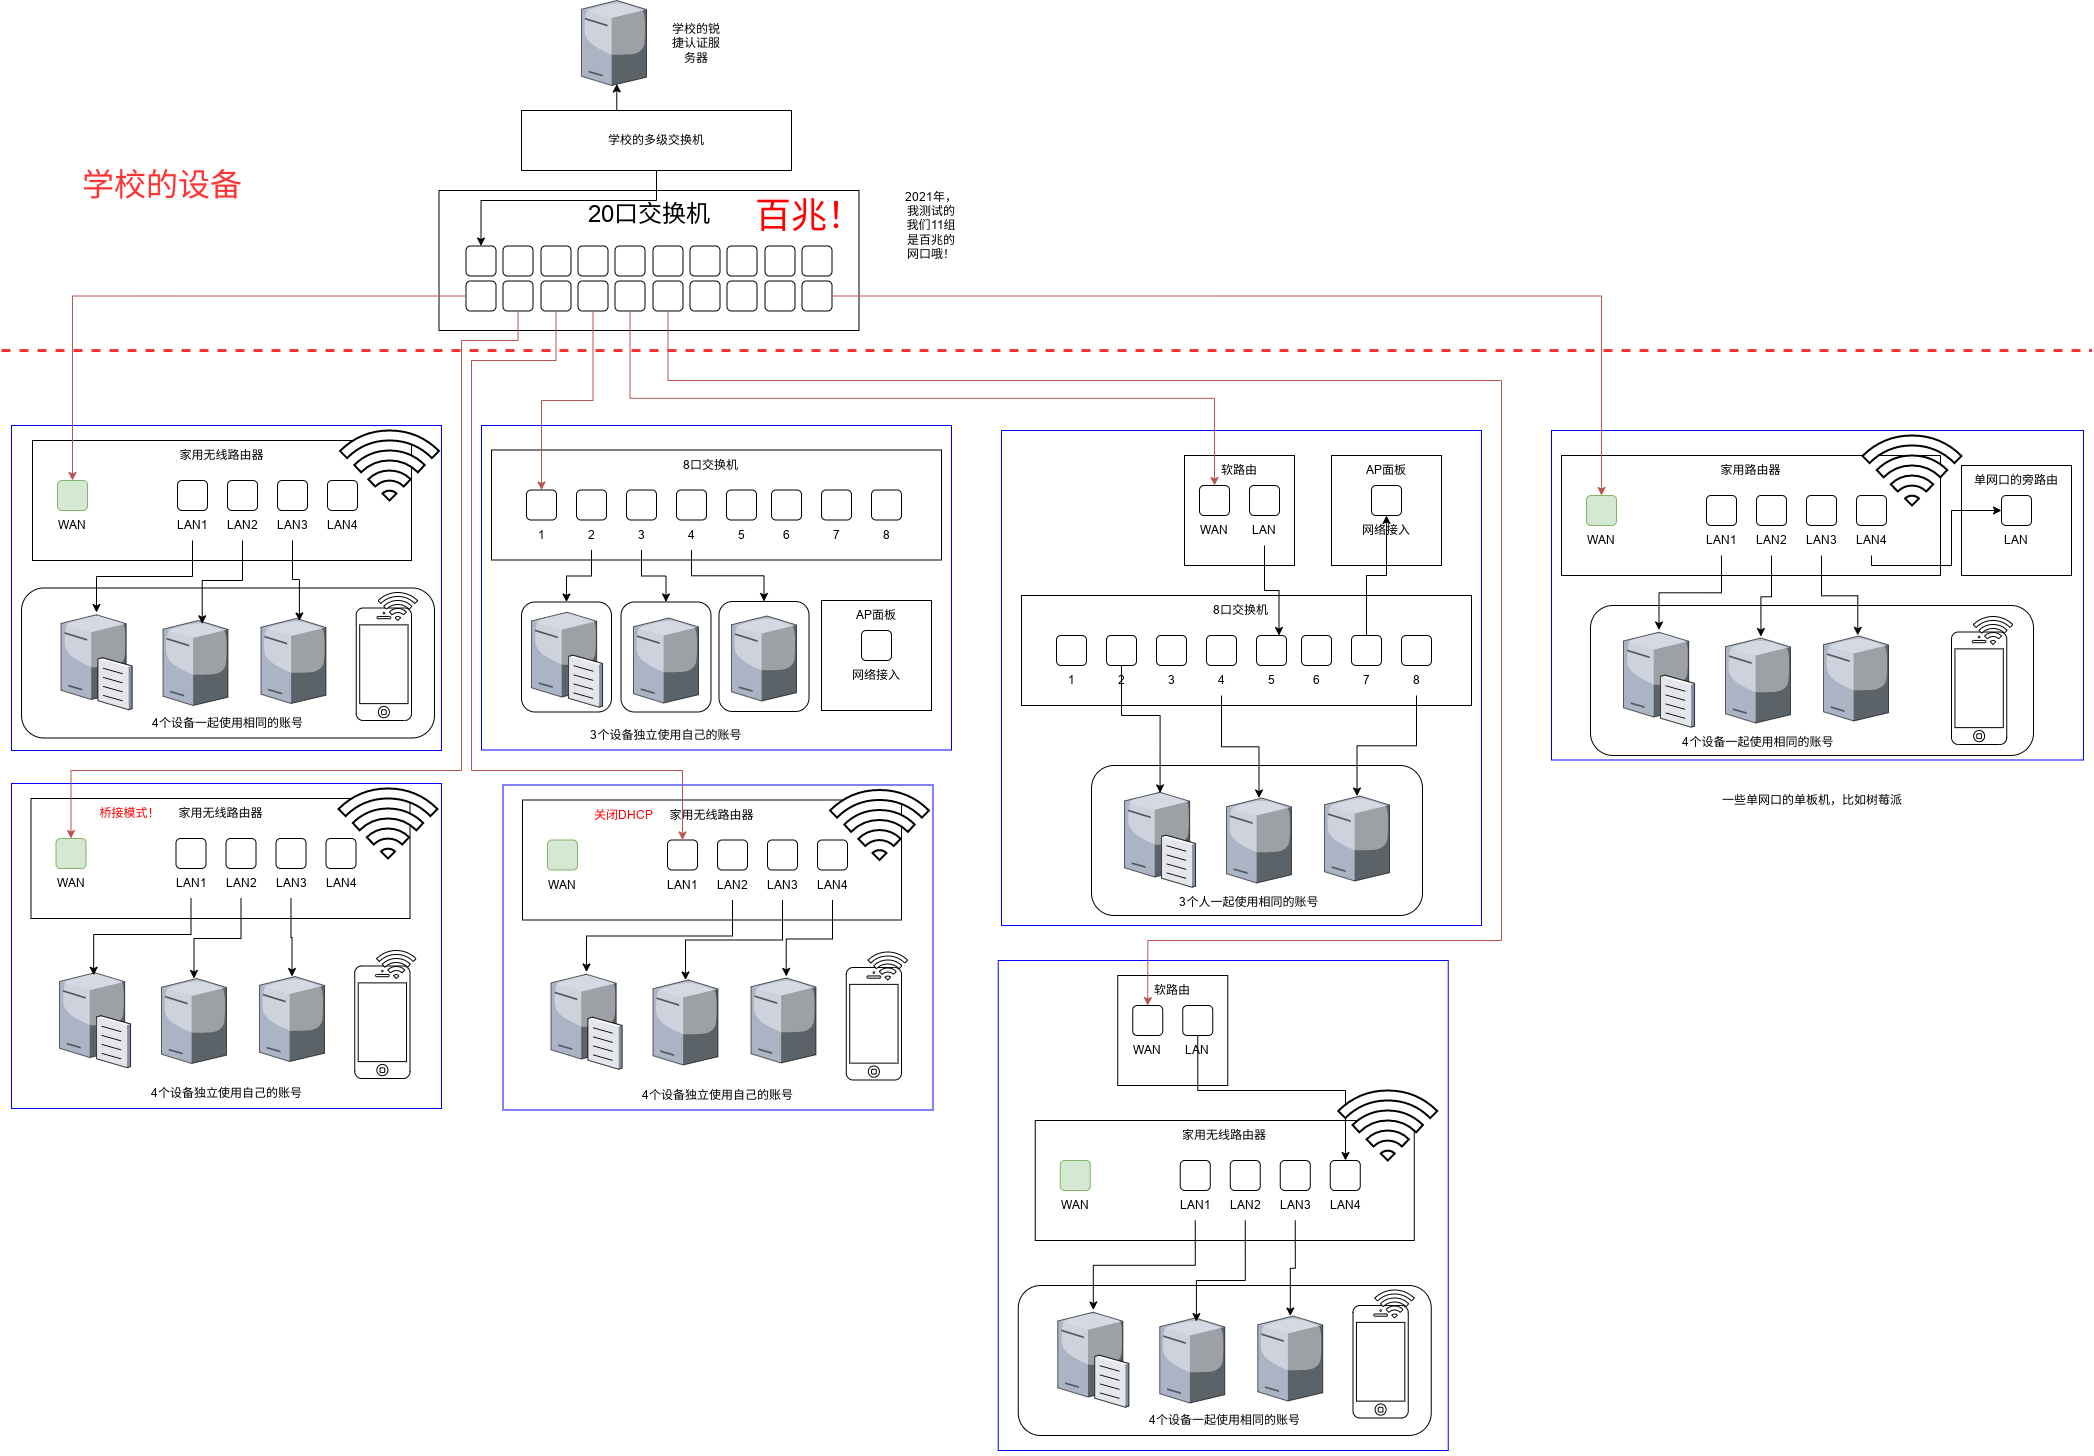 学校的锐
捷认证服
务器
学校的多级交换机
学校的设备
20口交换机
百兆！
2021年，
我测试的
我们11组
是百兆的
网口哦！
家用无线路由器
WAN
LAN1
LAN2
LAN3
LAN4
4个设备一起使用相同的账号
8口交换机
1
2
3
4
5
6
7
8
AP面板
网络接入
3个设备独立使用自己的账号
软路由
WAN
LAN
AP面板
网络接入
8口交换机
1
2
3
4
5
6
7
8
3个人一起使用相同的账号
家用路由器
WAN
LAN1
LAN2
LAN3
LAN4
单网口的旁路由
LAN
4个设备一起使用相同的账号
一些单网口的单板机，比如树莓派
桥接模式！
家用无线路由器
WAN
LAN1
LAN2
LAN3
LAN4
4个设备独立使用自己的账号
关闭DHCP
家用无线路由器
WAN
LAN1
LAN2
LAN3
LAN4
4个设备独立使用自己的账号
软路由
WAN
LAN
家用无线路由器
WAN
LAN1
LAN2
LAN3
LAN4
4个设备一起使用相同的账号